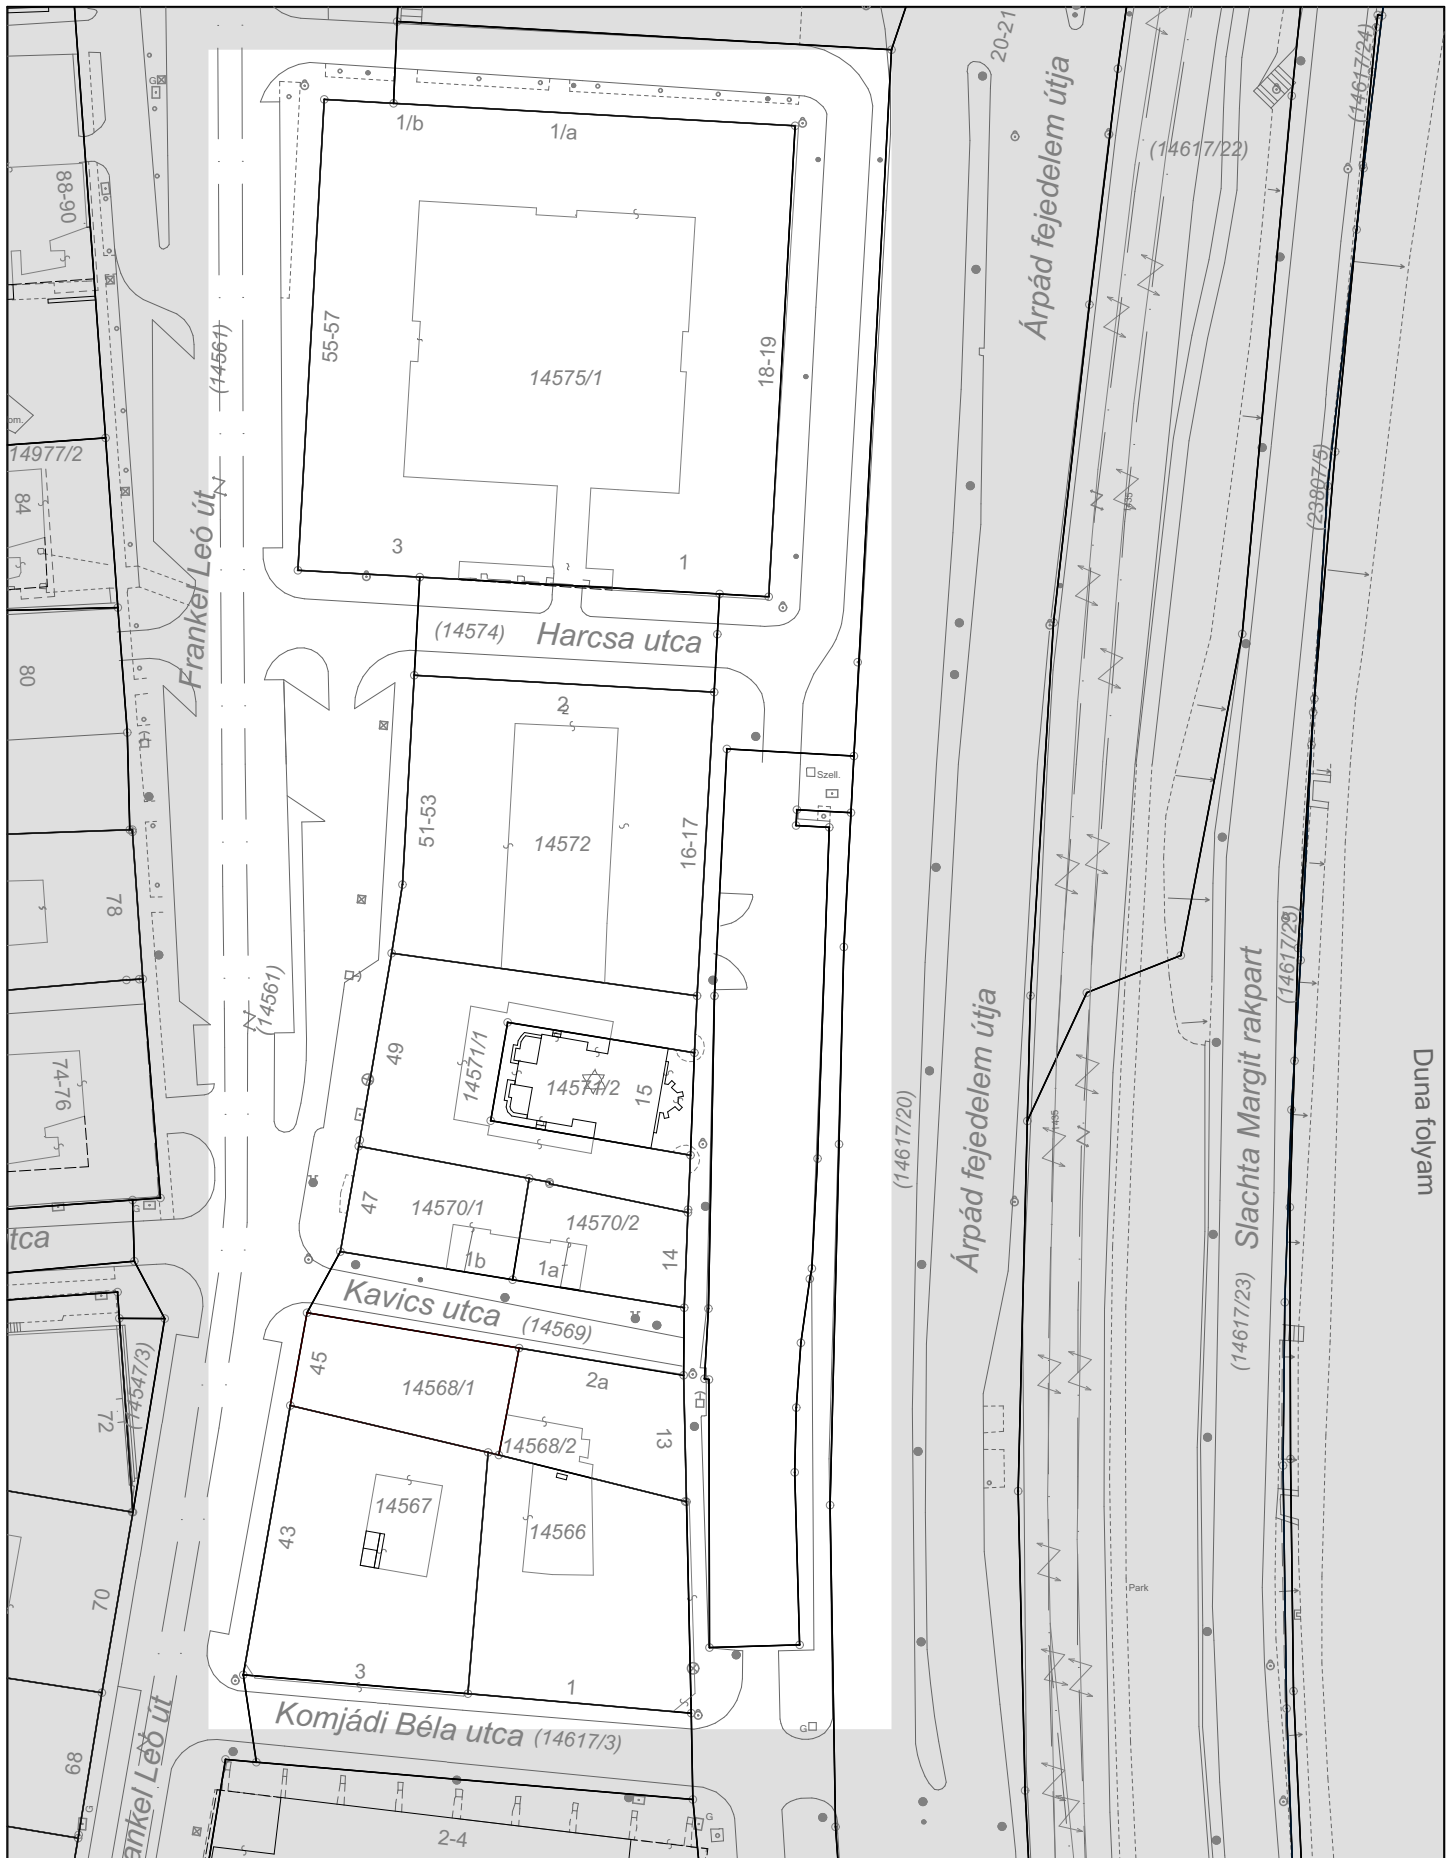 20-21
(14617/24)
G
1/b
1/a
Árpád fejedelem útja
(14617/22)
88-90
55-57
(14561)
18-19
14575/1
om.
14977/2
84
Frankel Leó út
(23807/5)
3
1
(14574)
Harcsa utca
80
2
2
Szell.
51-53
14572
16-17
78
(14561)
49
14571/1
14571/2
15
74-76
Árpád fejedelem útja
(14617/20)
Slachta Margit rakpart
Duna folyam
47
14570/1
14570/2
14
1b
1a
G
tca
Kavics utca
(14569)
(14617/23)
45
14568/1
2a
(14547/3)
72
13
14568/2
14567
14566
43
70
Park
3
1
Komjádi Béla utca (14617/3)
G
68
ankel Leó út
G
G
2-4